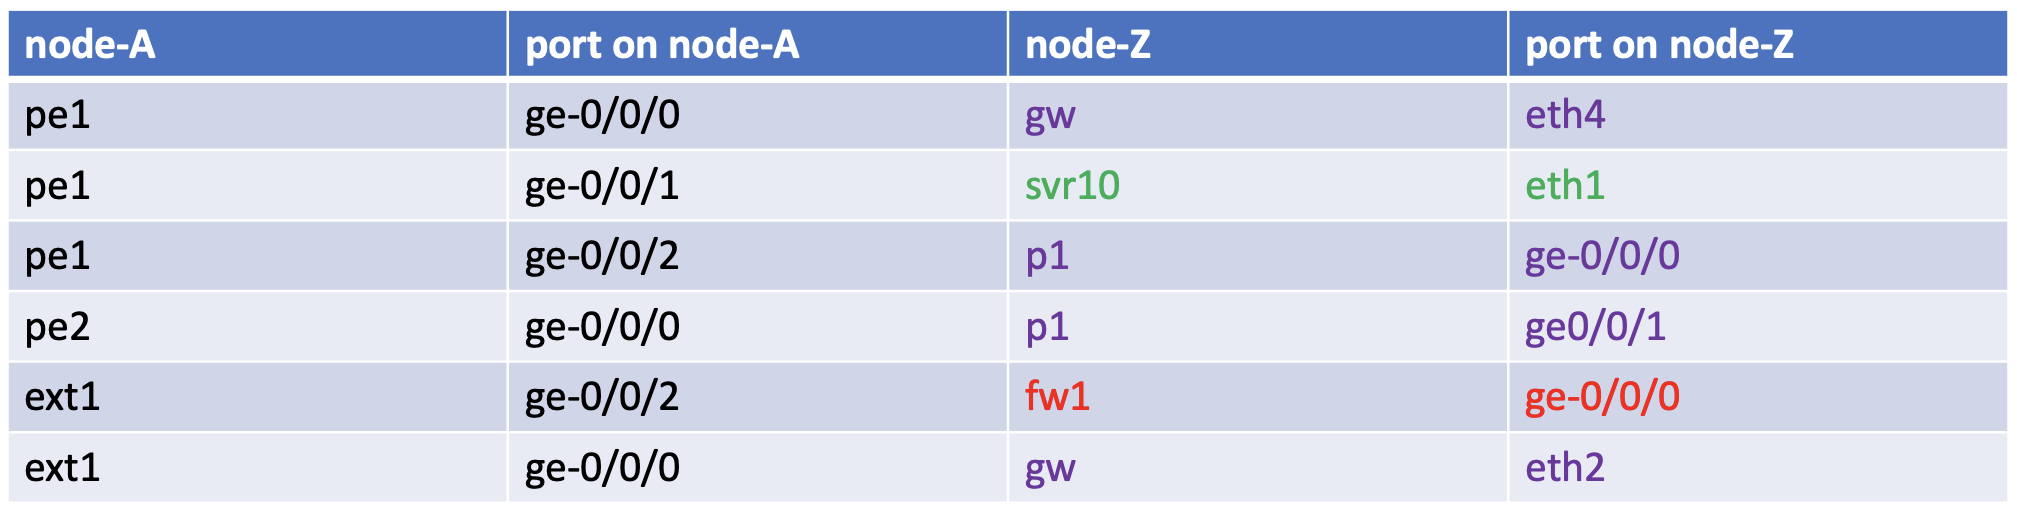 node-A port on node-A node-Z port on node-Z
pe1 ge-0/0/0 gw eth4
pe1 ge-0/0/1 svr10 eth1
pe1 ge-0/0/2 p1 ge-0/0/0
pe2 ge-0/0/0 p1 ge0/0/1
ext1 ge-0/0/2 fw1 ge-0/0/0
ext1 ge-0/0/0 gw eth2